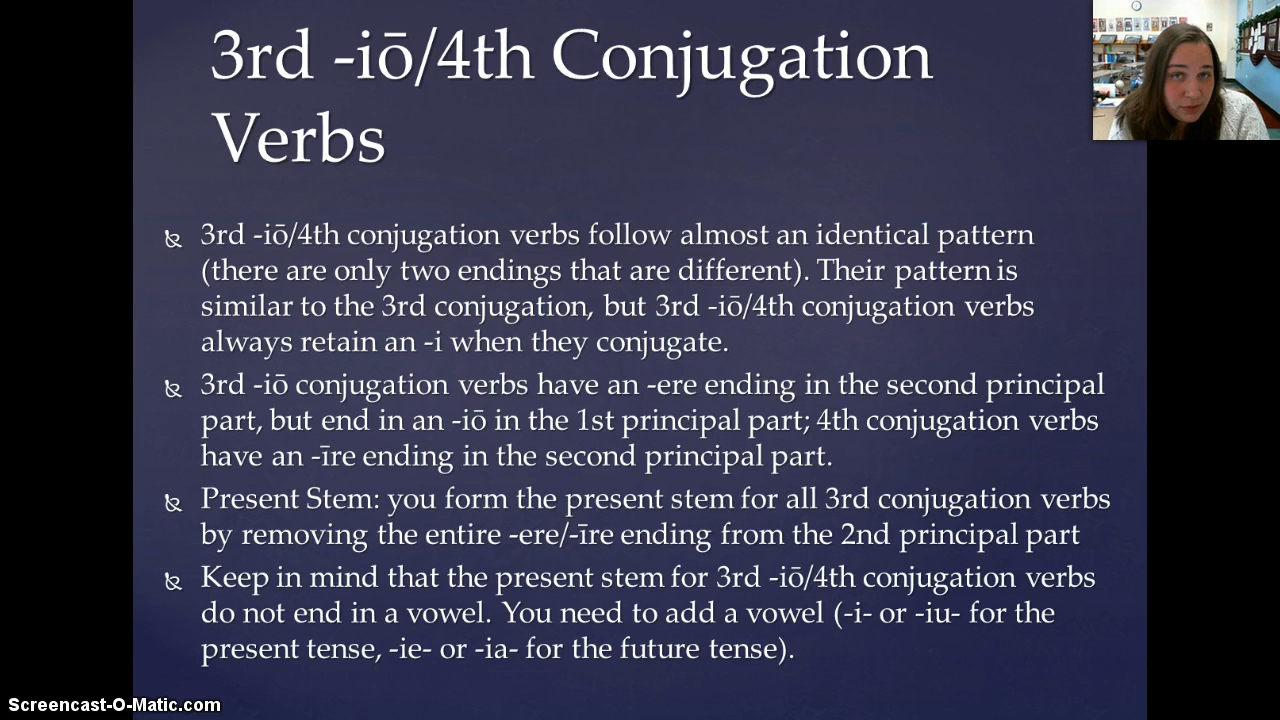 3rd -iō/4th Conjugation
Verbs
3rd -iō/4th conjugation verbs follow almost an identical pattern
(there are only two endings that are different). Their pattern is
similar to the 3rd conjugation, but 3rd -iō/4th conjugation verbs
always retain an -i when they conjugate.
3rd -iō conjugation verbs have an -ere ending in the second principal
part, but end in an -iō in the 1st principal part; 4th conjugation verbs
have an -īre ending in the second principal part.
Present Stem: you form the present stem for all 3rd conjugation verbs
by removing the entire -ere/-īre ending from the 2nd principal part
Keep in mind that the present stem for 3rd -iō/4th conjugation verbs
do not end in a vowel. You need to add a vowel (-i- or -iu- for the
present tense, -ie- or -ia- for the future tense).
Screencast-O-Matic.com